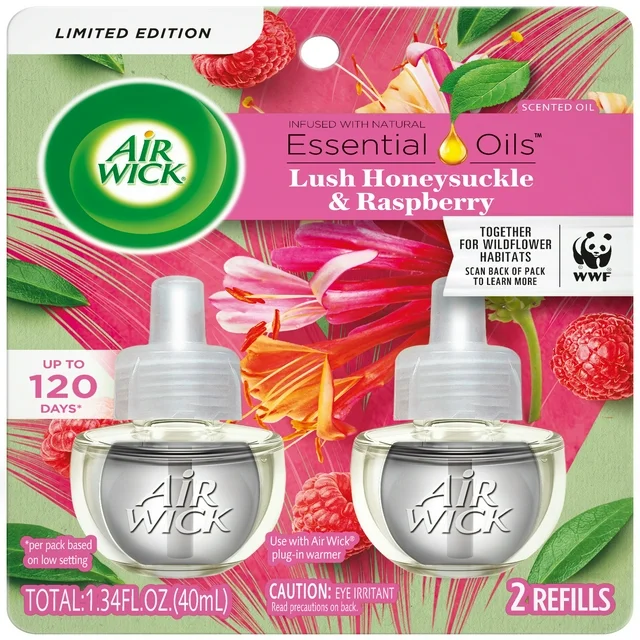 LIMITED EDITION
SCENTED OIL
AiR
WICK®
INFUSED WITH NATURAL
Essential Oils™
Lush Honeysuckle
& Raspberry
TOGETHER
FOR WILDFLOWER
HABITATS
SCAN BACK OF PACK
TO LEARN MORE
WWF
UP TO
120
DAYS*
AiR
WICK
AiR
WICK
*per pack based
on low setting
Use with Air Wick®
plug-in warmer
TOTAL:1.34FL.OZ.(40mL)
CAUTION: EYE IRRITANT
Read precautions on back.
2 REFILLS